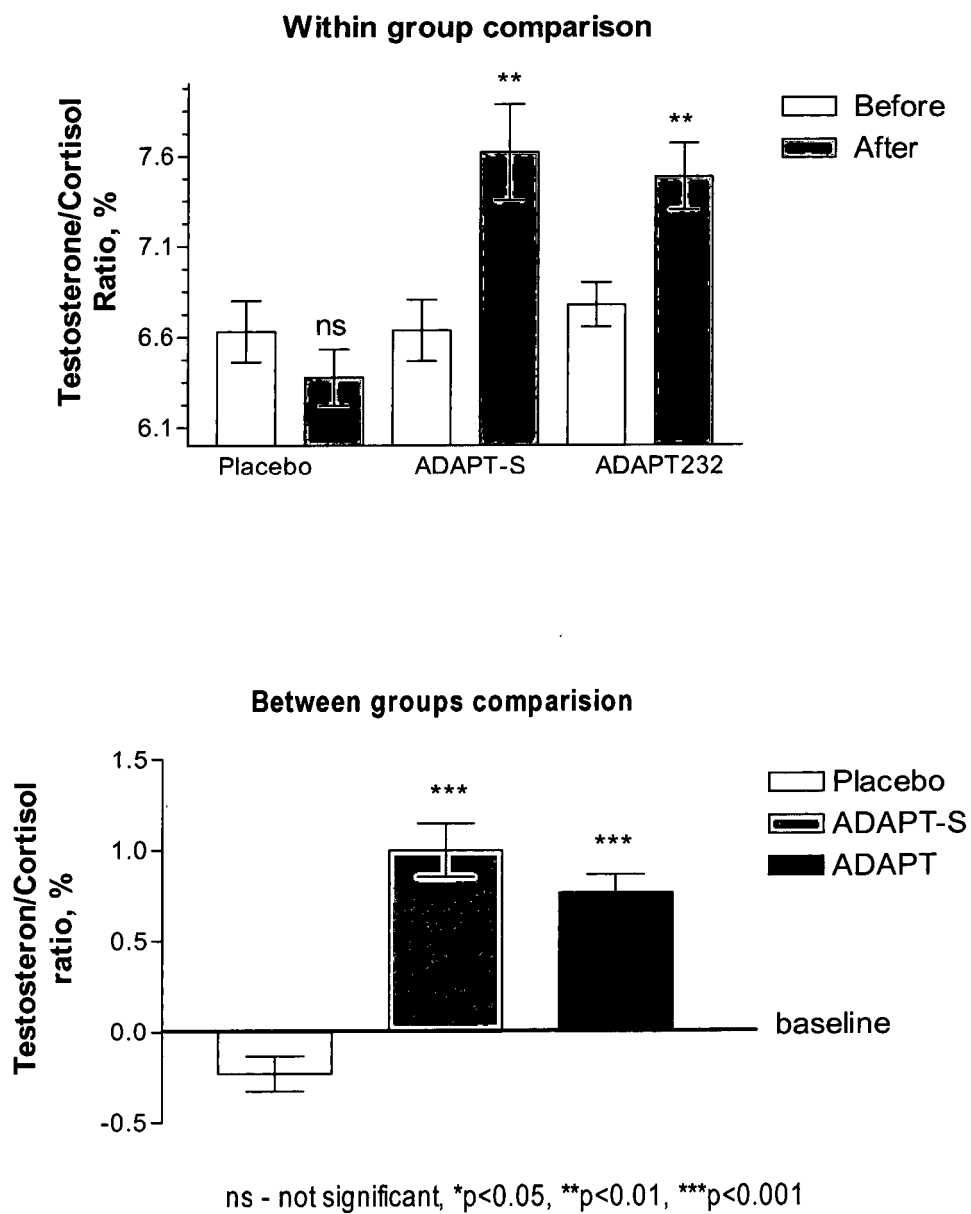 Within group comparison
Testosterone/Cortisol
Ratio, %
7.6
7.1
6.6
6.1
**
**
ns
Before
After
Placebo
ADAPT-S
ADAPT232
Between groups comparision
Testosteron/Cortisol
ratio, %
1.5
1.0
0.5
0.0
-0.5
***
***
Placebo
ADAPT-S
ADAPT
baseline
ns - not significant, *p<0.05, **p<0.01, ***p<0.001